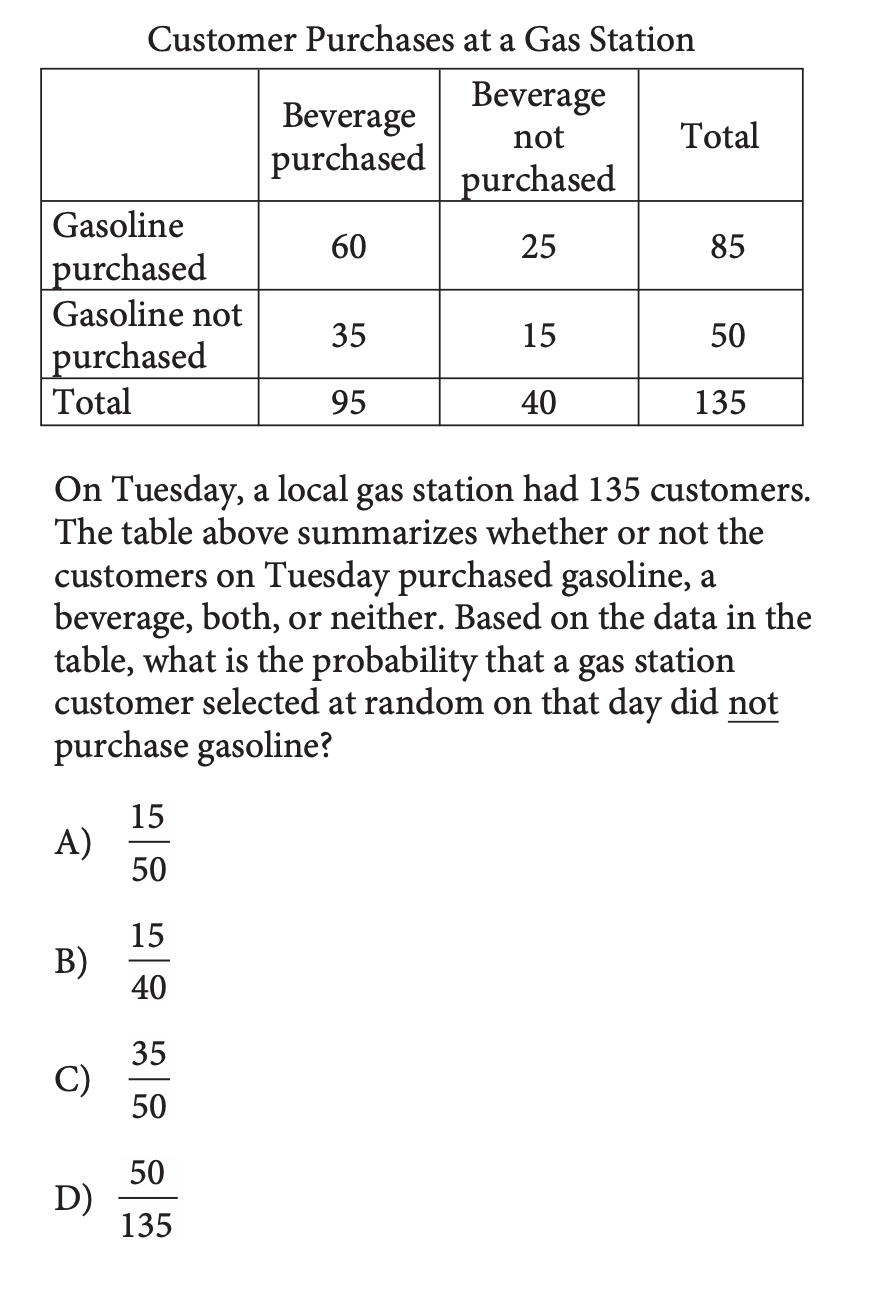 Customer Purchases at a Gas Station
Beverage purchased Beverage not purchased Total
Gasoline purchased 60 25 85
Gasoline not purchased 35 15 50
Total 95 40 135
On Tuesday, a local gas station had 135 customers.
The table above summarizes whether or not the
customers on Tuesday purchased gasoline, a
beverage, both, or neither. Based on the data in the
table, what is the probability that a gas station
customer selected at random on that day did not
purchase gasoline?
A) 15/50
B) 15/40
C) 35/50
D) 50/135